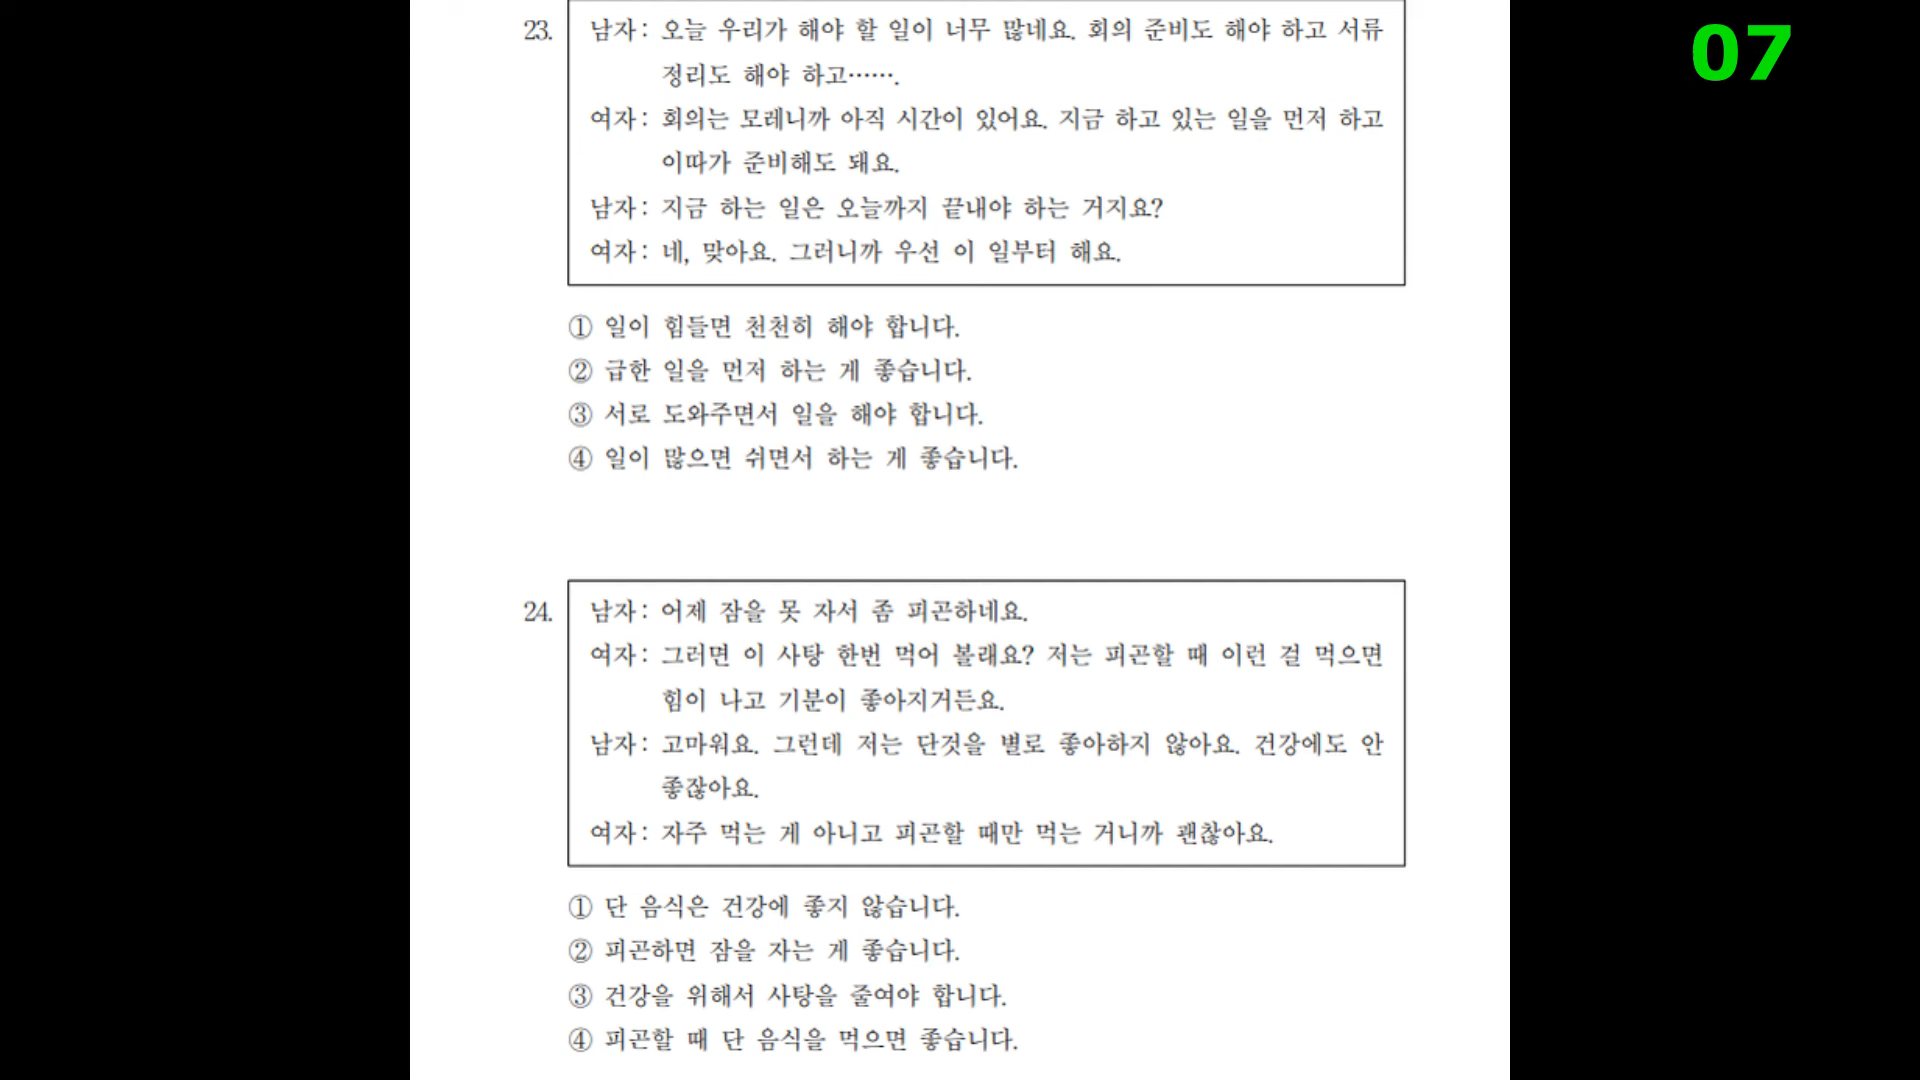 07
23. 남자 : 오늘 우리가 해야 할 일이 너무 많네요. 회의 준비도 해야 하고 서류
정리도 해야 하고…….
여자 : 회의는 모레니까 아직 시간이 있어요. 지금 하고 있는 일을 먼저 하고
이따가 준비해도 돼요.
남자 : 지금 하는 일은 오늘까지 끝내야 하는 거지요?
여자 : 네, 맞아요. 그러니까 우선 이 일부터 해요.
① 일이 힘들면 천천히 해야 합니다.
② 급한 일을 먼저 하는 게 좋습니다.
③ 서로 도와주면서 일을 해야 합니다.
④ 일이 많으면 쉬면서 하는 게 좋습니다.
24. 남자 : 어제 잠을 못 자서 좀 피곤하네요.
여자 : 그러면 이 사탕 한번 먹어 볼래요? 저는 피곤할 때 이런 걸 먹으면
힘이 나고 기분이 좋아지거든요.
남자 : 고마워요. 그런데 저는 단것을 별로 좋아하지 않아요. 건강에도 안
좋잖아요.
여자 : 자주 먹는 게 아니고 피곤할 때만 먹는 거니까 괜찮아요.
① 단 음식은 건강에 좋지 않습니다.
② 피곤하면 잠을 자는 게 좋습니다.
③ 건강을 위해서 사탕을 줄여야 합니다.
④ 피곤할 때 단 음식을 먹으면 좋습니다.